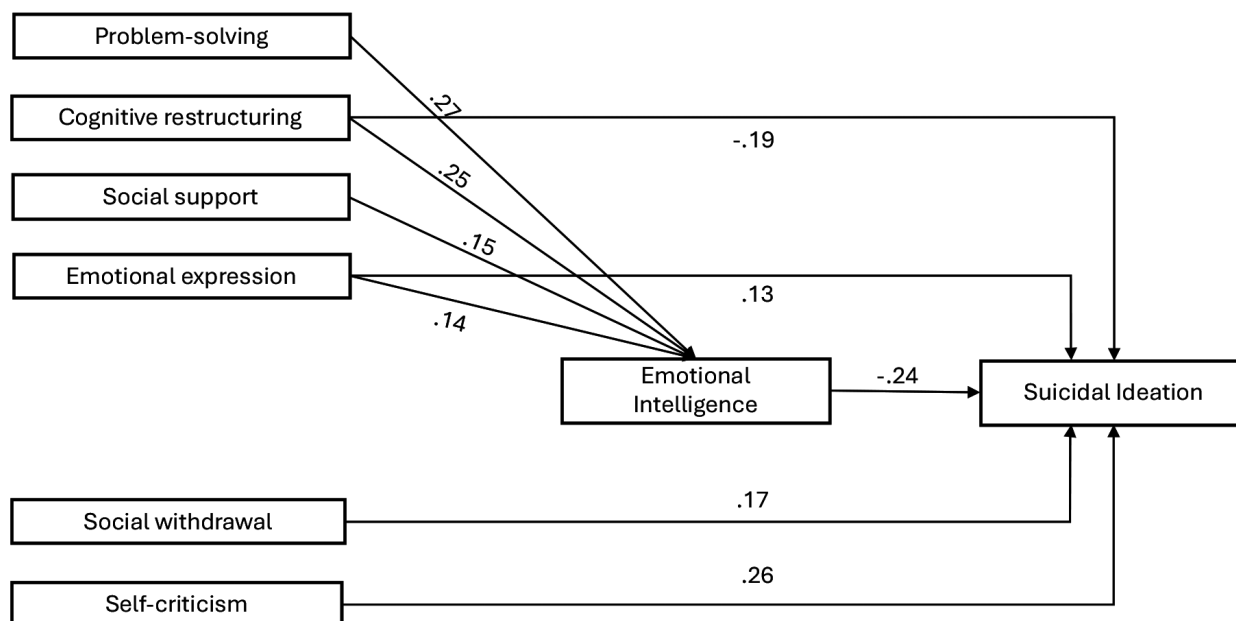 Problem-solving
.27
Cognitive restructuring
-.19
.25
Social support
.15
Emotional expression
.13
.14
Emotional
Intelligence
-.24
Suicidal Ideation
.17
Social withdrawal
.26
Self-criticism